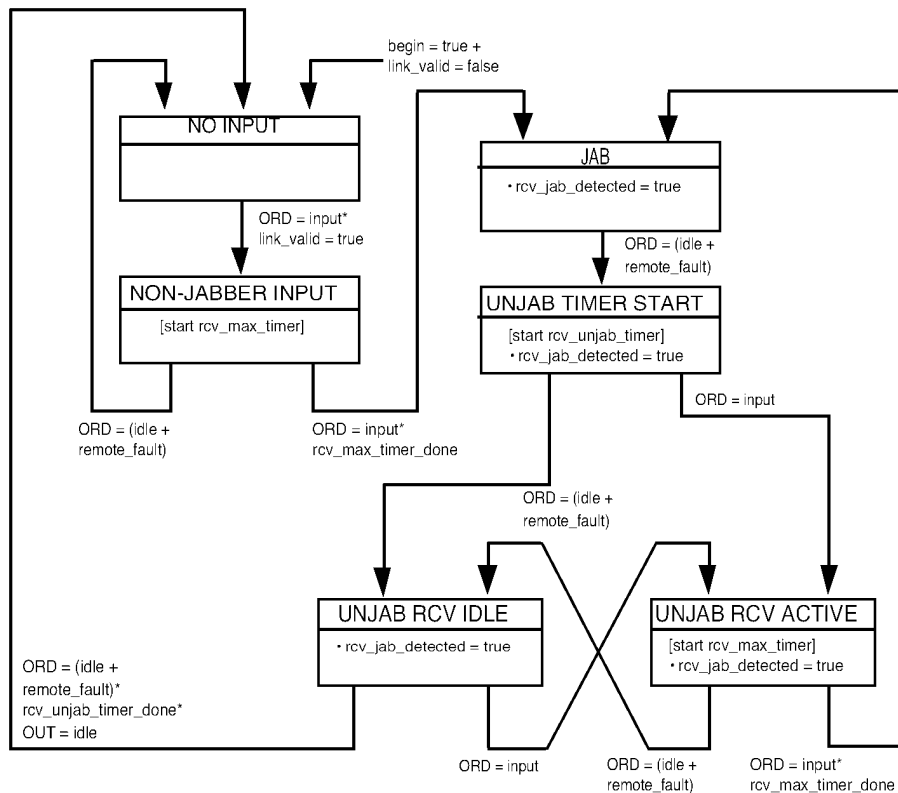 begin = true +
link_valid = false
NO INPUT
JAB
• rcv_jab_detected = true
ORD = input*
link_valid = true
ORD = (idle +
remote_fault)
NON-JABBER INPUT
[start rcv_max_timer]
UNJAB TIMER START
[start rcv_unjab_timer]
• rcv_jab_detected = true
ORD = (idle +
remote_fault)
ORD = input*
rcv_max_timer_done
ORD = input
ORD = (idle +
remote_fault)
UNJAB RCV IDLE
• rcv_jab_detected = true
UNJAB RCV ACTIVE
[start rcv_max_timer]
• rcv_jab_detected = true
ORD = (idle +
remote_fault)*
rcv_unjab_timer_done*
OUT = idle
ORD = input
ORD = (idle +
remote_fault)
ORD = input*
rcv_max_timer_done